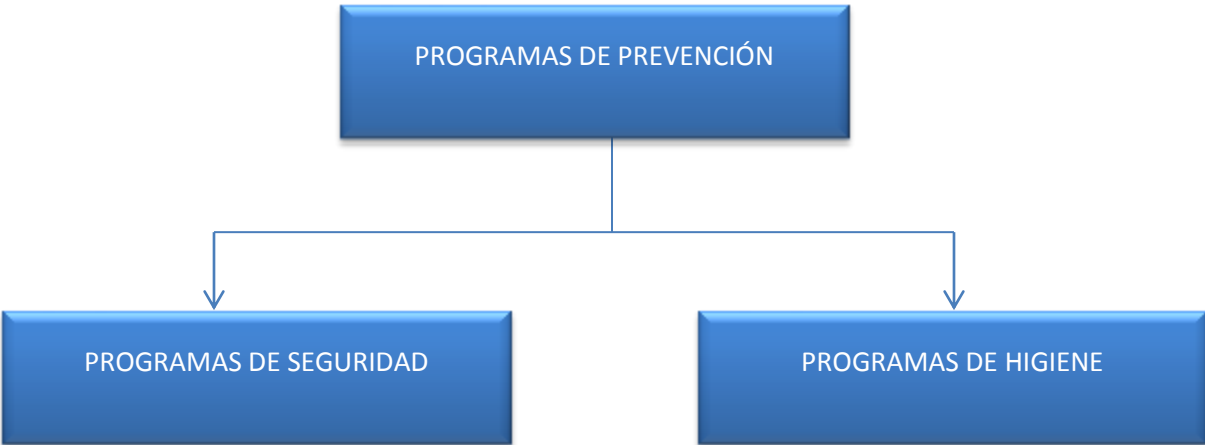 PROGRAMAS DE PREVENCIÓN
PROGRAMAS DE SEGURIDAD
PROGRAMAS DE HIGIENE